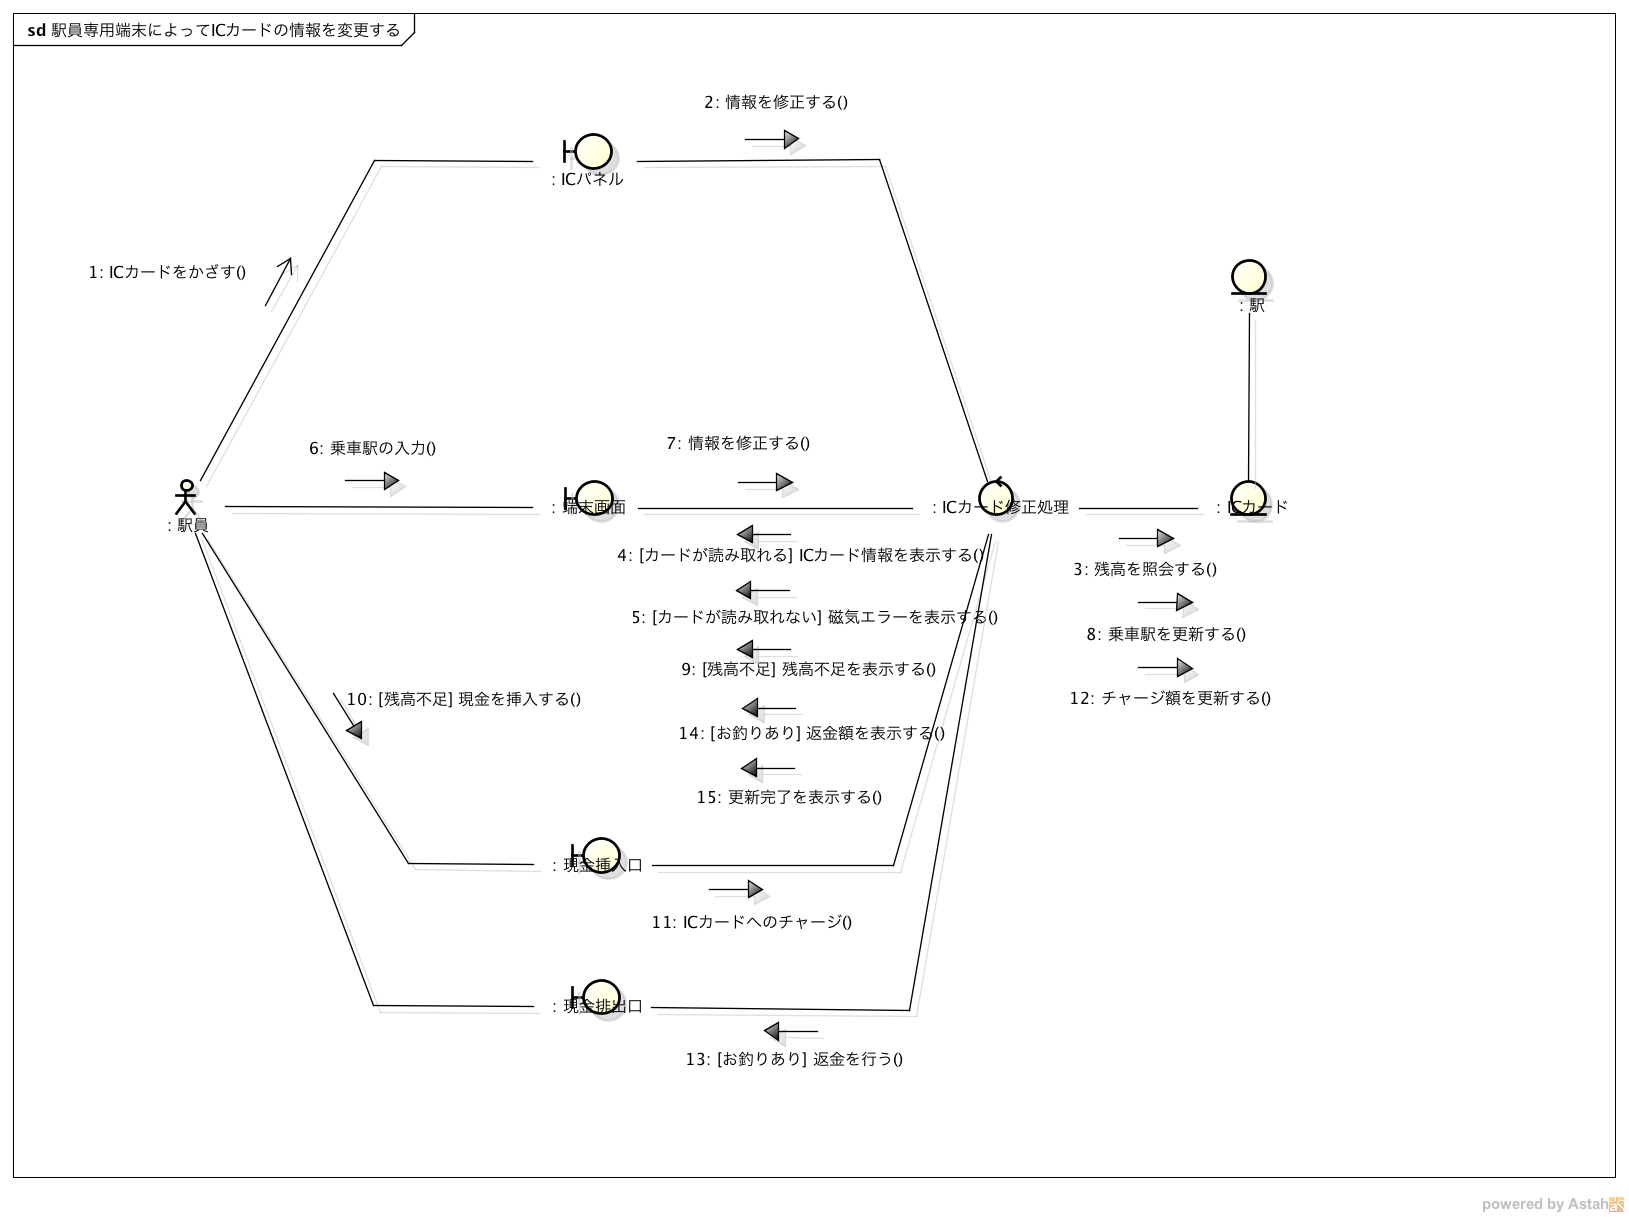 sd 駅員専用端末によってICカードの情報を変更する
2: 情報を修正する()
: ICパネル
1: ICカードをかざす()
: 駅
6: 乗車駅の入力()
7: 情報を修正する()
: 駅員
: 端末画面
: ICカード修正処理
: ICカード
4: [カードが読み取れる] ICカード情報を表示する()
3: 残高を照会する()
5: [カードが読み取れない] 磁気エラーを表示する()
8: 乗車駅を更新する()
9: [残高不足] 残高不足を表示する()
10: [残高不足] 現金を挿入する()
12: チャージ額を更新する()
14: [お釣りあり] 返金額を表示する()
15: 更新完了を表示する()
: 現金挿入口
11: ICカードへのチャージ()
: 現金排出口
13: [お釣りあり] 返金を行う()
powered by Astah